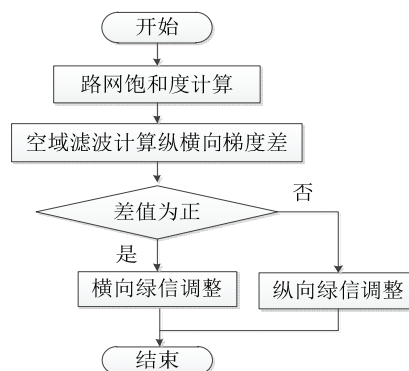 开始
路网饱和度计算
空域滤波计算纵横向梯度差
差值为正
否
是
横向绿信调整
纵向绿信调整
结束